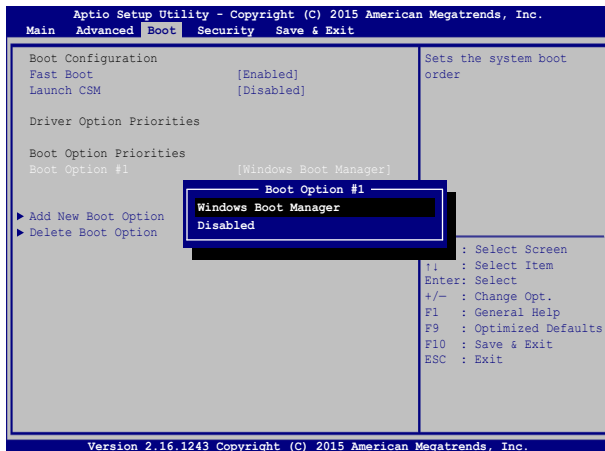 Aptio Setup Utility - Copyright (C) 2015 American Megatrends, Inc.
Main Advanced Boot Security Save & Exit
Boot Configuration
Fast Boot [Enabled]
Launch CSM [Disabled]
Driver Option Priorities
Boot Option Priorities
Boot Option #1 [Windows Boot Manager]
Add New Boot Option
Delete Boot Option
Boot Option #1
Windows Boot Manager
Disabled
Sets the system boot
order
: Select Screen
↑↓ : Select Item
Enter: Select
+/— : Change Opt.
F1 : General Help
F9 : Optimized Defaults
F10 : Save & Exit
ESC : Exit
Version 2.16.1243 Copyright (C) 2015 American Megatrends, Inc.